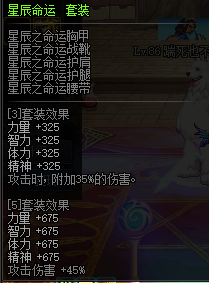 星辰命运 套装
星辰之命运胸甲
星辰之命运战靴
星辰之命运护肩
星辰之命运护腿
星辰之命运腰带
[3]套装效果
力量 +325
智力 +325
体力 +325
精神 +325
攻击时，附加35%的伤害。
[5]套装效果
力量 +675
智力 +675
体力 +675
精神 +675
攻击伤害 +45%
Lv.86